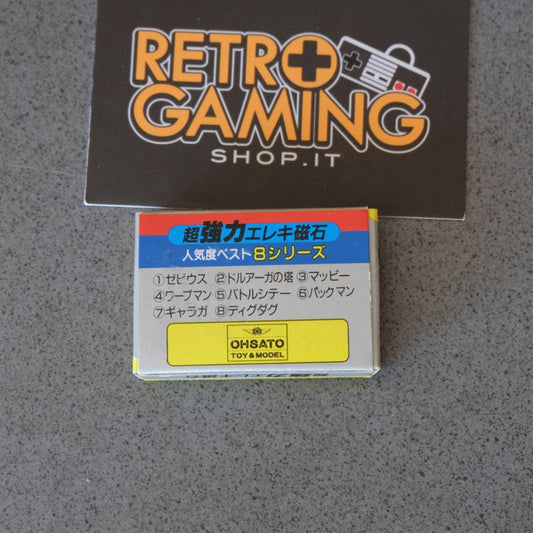 RETRO
GAMING
SHOP.IT
超強力エレキ磁石
人気度ベスト8シリーズ
①ゼビウス ②ドルアーガの塔 ③マッピー
④ワープマン ⑤バトルシテー ⑥パックマン
⑦ギャラガ ⑧ディグダグ
OHSATO
TOY & MODEL